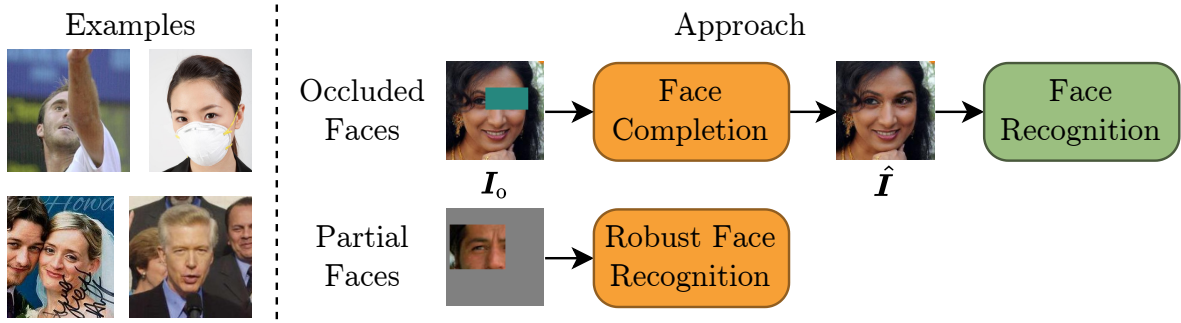 Examples
Approach
Occluded
Faces
Face
Completion
Face
Recognition
I_o
Î
Partial
Faces
Robust Face
Recognition